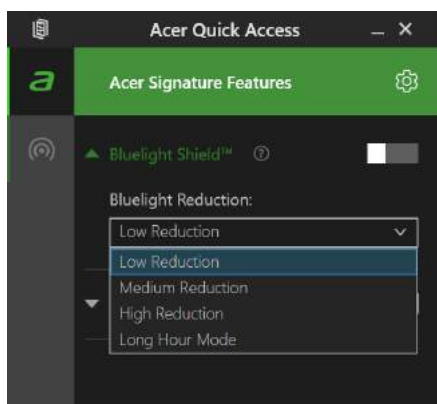 Acer Quick Access
a
Acer Signature Features
Bluelight Shield™
Bluelight Reduction:
Low Reduction
Low Reduction
Medium Reduction
High Reduction
Long Hour Mode